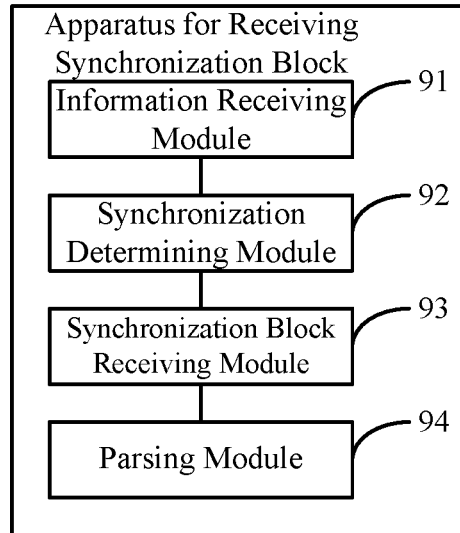 Apparatus for Receiving
Synchronization Block
Information Receiving
Module
91
Synchronization
Determining Module
92
Synchronization Block
Receiving Module
93
Parsing Module
94